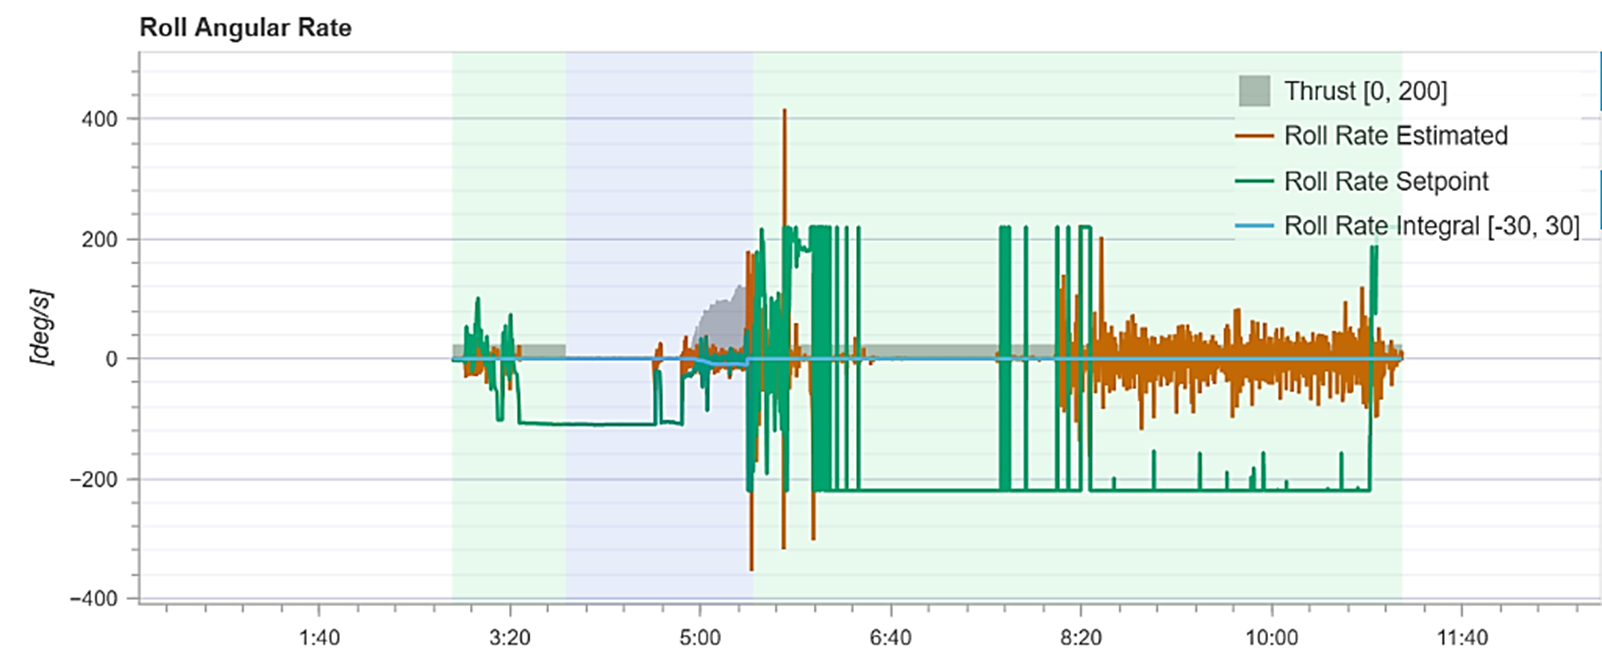 Roll Angular Rate
Thrust [0, 200]
Roll Rate Estimated
Roll Rate Setpoint
Roll Rate Integral [-30, 30]
[deg/s]
400
200
0
−200
−400
1:40
3:20
5:00
6:40
8:20
10:00
11:40